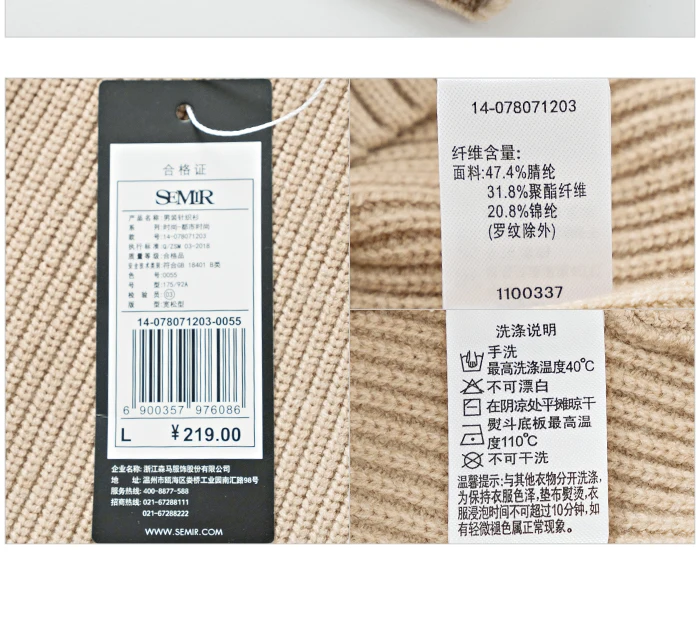 合格证
SEMIR
产品名称:男装针织衫
系 列:时尚-都市时尚
款 号:14-078071203
执行标准:Q/ZSM 03-2018
质量等级:合格品
安全技术类别:符合GB 18401 B类
色 号:0055
号 型:175/92A
检 验 员:03
版 型:宽松型
14-078071203-0055
6 900357 976086
L ¥219.00
企业名称:浙江森马服饰股份有限公司
地 址:温州市瓯海区娄桥工业园南汇路98号
服务热线:400-8877-588
招商热线:021-67288111
021-67288222
WWW.SEMIR.COM
14-078071203
纤维含量:
面料:47.4%腈纶
31.8%聚酯纤维
20.8%锦纶
(罗纹除外)
1100337
洗涤说明
手洗
最高洗涤温度40℃
不可漂白
在阴凉处平摊晾干
熨斗底板最高温
度110℃
不可干洗
温馨提示:与其他衣物分开洗涤,
为保持衣服色泽,垫布熨烫,衣
服浸泡时间不可超过10分钟,如
有轻微褪色属正常现象。